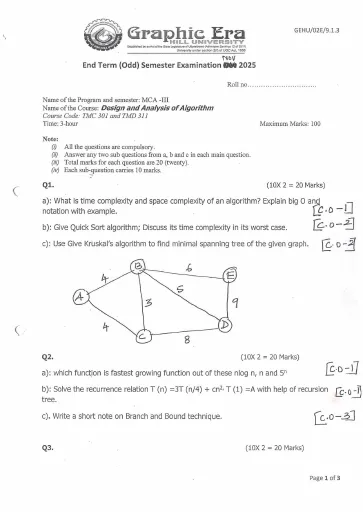 GEHU/02E/9.1.3
Graphic Era
HILL UNIVERSITY
End Term (Odd) Semester Examination 2025
Roll no..............................
Name of the Program and semester: MCA -III
Name of the Course: Design and Analysis of Algorithm
Course Code: TMC 301 and TMD 311
Time: 3-hour Maximum Marks: 100
Note:
(i) All the questions are compulsory.
(ii) Answer any two sub questions from a, b and c in each main question.
(iii) Total marks for each question are 20 (twenty).
(iv) Each sub-question carries 10 marks.
Q1. (10X 2 = 20 Marks)
a): What is time complexity and space complexity of an algorithm? Explain big O and
notation with example. [C.O-1]
b): Give Quick Sort algorithm; Discuss its time complexity in its worst case. [C.O-2]
c): Use Give Kruskal's algorithm to find minimal spanning tree of the given graph. [C.O-2]
B 6 E
4 5
A 3 9
4 D
C 8
Q2. (10X 2 = 20 Marks)
a): which function is fastest growing function out of these nlog n, n and 5ⁿ [C.O-1]
b): Solve the recurrence relation T (n) =3T (n/4) + cn². T (1) =A with help of recursion [C.O-1]
tree.
c). Write a short note on Branch and Bound technique. [C.O-3]
Q3. (10X 2 = 20 Marks)
Page 1 of 3